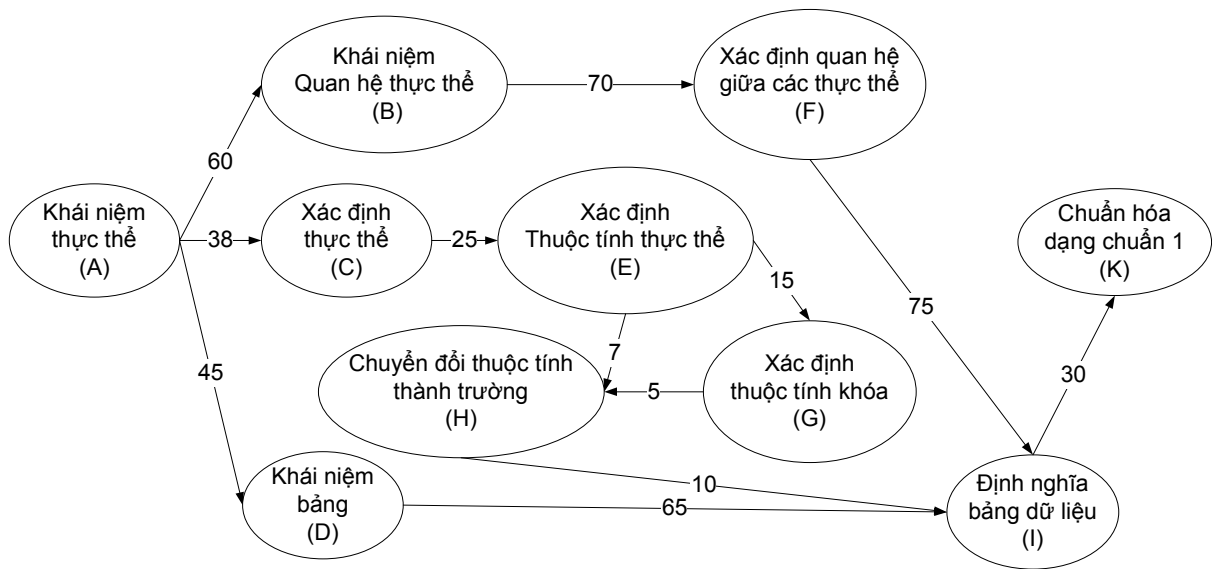 Khái niệm
Quan hệ thực thể
(B)
70
Xác định quan hệ
giữa các thực thể
(F)
60
Khái niệm
thực thể
(A)
38
Xác định
thực thể
(C)
25
Xác định
Thuộc tính thực thể
(E)
15
Chuẩn hóa
dạng chuẩn 1
(K)
75
45
Chuyển đổi thuộc tính
thành trường
(H)
7
5
Xác định
thuộc tính khóa
(G)
30
Khái niệm
bảng
(D)
10
65
Định nghĩa
bảng dữ liệu
(I)